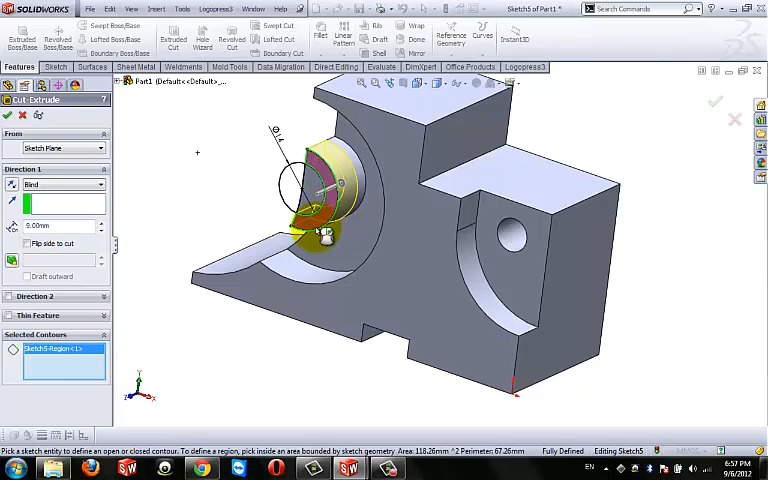 SOLIDWORKS File Edit View Insert Tools Logopress3 Window Help Sketch5 of Part1 * Search Commands
Extruded Boss/Base Revolved Boss/Base Swept Boss/Base Lofted Boss/Base Boundary Boss/Base Extruded Cut Hole Wizard Revolved Cut Swept Cut Lofted Cut Boundary Cut Fillet Linear Pattern Rib Draft Shell Wrap Dome Mirror Reference Geometry Curves Instant3D
Features Sketch Surfaces Sheet Metal Weldments Mold Tools Data Migration Direct Editing Evaluate DimXpert Office Products Logopress3
Part1 (Default<<Default>_...
Cut-Extrude ?
From
Sketch Plane
Direction 1
Blind
9.00mm
Flip side to cut
Draft outward
Direction 2
Thin Feature
Selected Contours
Sketch5-Region<1>
Y
X
Z
Pick a sketch entity to define an open or closed contour. To define a region, pick inside an area bounded by sketch geometry. Area: 118.26mm ^2 Perimeter: 67.26mm Fully Defined Editing Sketch5 MMGS
EN 6:57 PM
9/6/2012